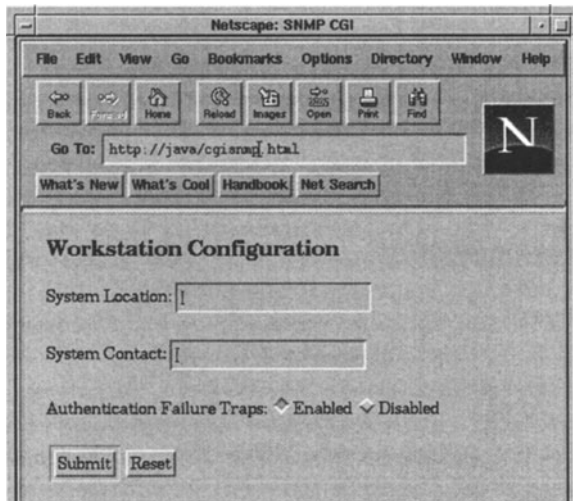 Netscape: SNMP CGI
File Edit View Go Bookmarks Options Directory Window Help
Back Forward Home Reload Images Open Print Find
Go To: http://java/cgisnmp.html
N
What's New What's Cool Handbook Net Search
Workstation Configuration
System Location:
System Contact:
Authentication Failure Traps: Enabled Disabled
Submit Reset